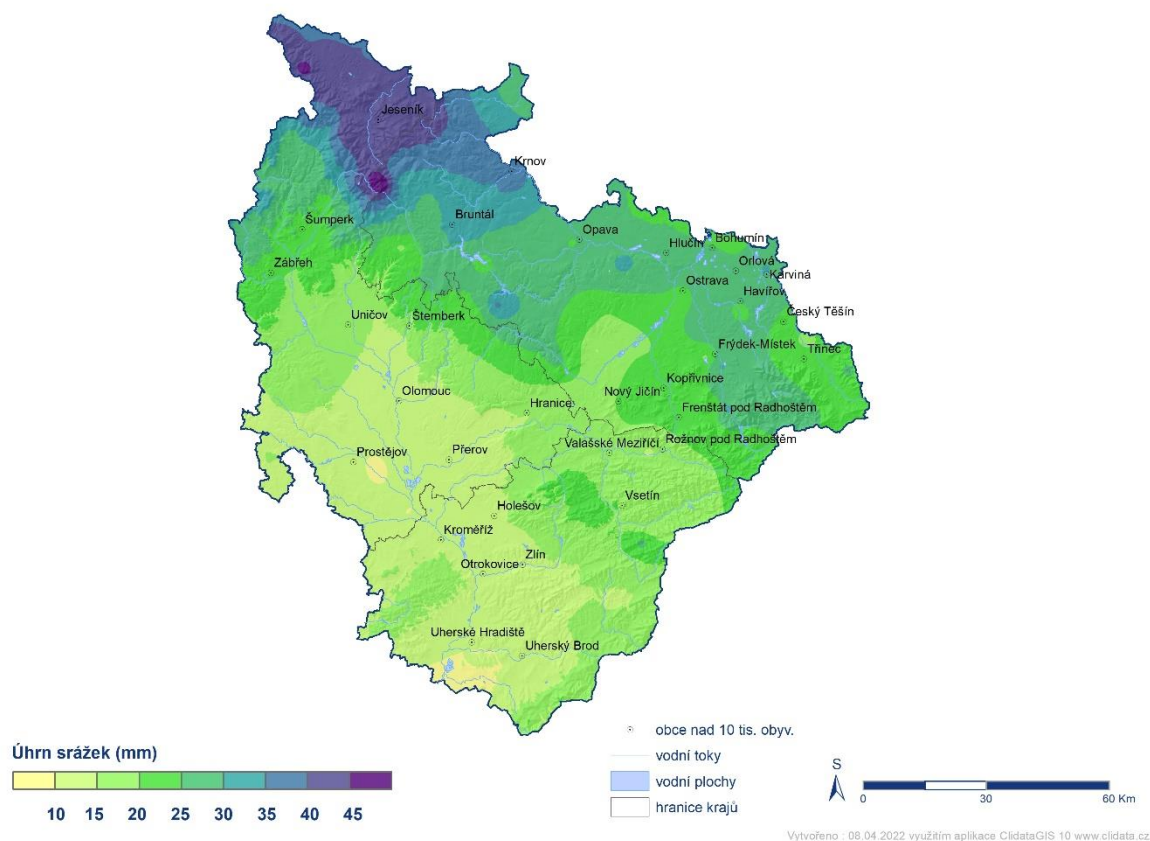 Jeseník
Krnov
Bruntál
Šumperk
Opava
Bohumín
Hlučín
Orlová
Karviná
Zábřeh
Ostrava
Havířov
Český Těšín
Uničov
Šternberk
Frýdek-Místek
Třinec
Kopřivnice
Olomouc
Nový Jičín
Hranice
Frenštát pod Radhoštěm
Valašské Meziříčí
Rožnov pod Radhoštěm
Prostějov
Přerov
Vsetín
Holešov
Kroměříž
Zlín
Otrokovice
Uherské Hradiště
Uherský Brod
Úhrn srážek (mm)
10 15 20 25 30 35 40 45
obce nad 10 tis. obyv.
vodní toky
vodní plochy
hranice krajů
S
0 30 60 Km
Vytvořeno : 08.04.2022 využitím aplikace ClidataGIS 10 www.clidata.cz